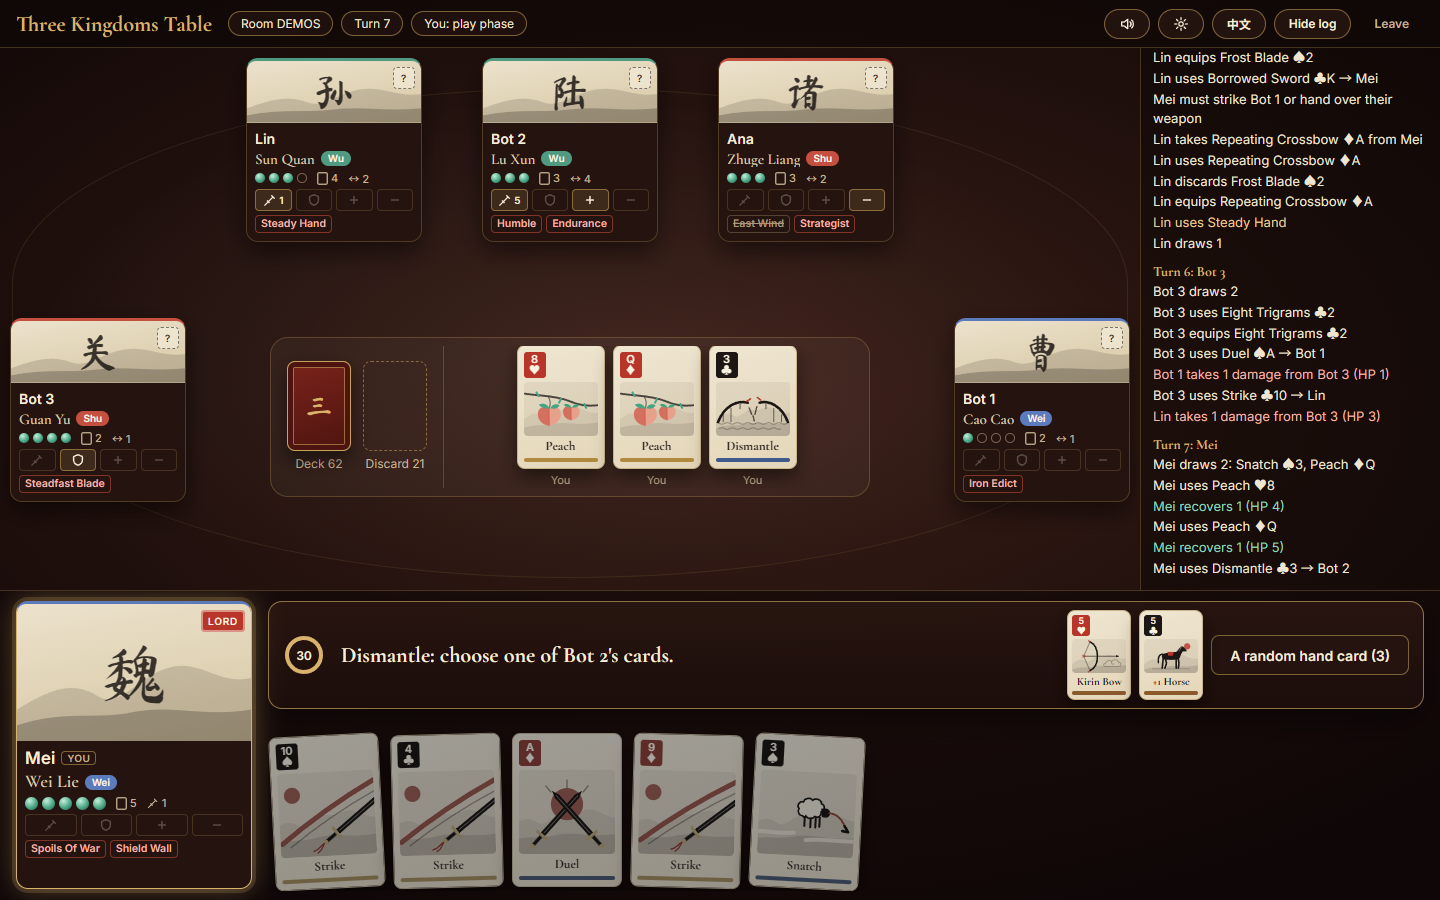 Three Kingdoms Table
Room DEMOS
Turn 7
You: play phase
中文
Hide log
Leave
孙
?
Lin
Sun Quan Wu
4 ↔ 2
1
Steady Hand
陆
?
Bot 2
Lu Xun Wu
3 ↔ 4
5 + −
Humble Endurance
诸
?
Ana
Zhuge Liang Shu
3 ↔ 2
+ −
East Wind Strategist
关
?
Bot 3
Guan Yu Shu
2 ↔ 1
+ −
Steadfast Blade
三
Deck 62
Discard 21
8♥
Peach
You
Q♦
Peach
You
3♣
Dismantle
You
曹
?
Bot 1
Cao Cao Wei
2 ↔ 1
+ −
Iron Edict
Lin equips Frost Blade ♠2
Lin uses Borrowed Sword ♣K → Mei
Mei must strike Bot 1 or hand over their
weapon
Lin takes Repeating Crossbow ♦A from Mei
Lin uses Repeating Crossbow ♦A
Lin discards Frost Blade ♠2
Lin equips Repeating Crossbow ♦A
Lin uses Steady Hand
Lin draws 1
Turn 6: Bot 3
Bot 3 draws 2
Bot 3 uses Eight Trigrams ♣2
Bot 3 equips Eight Trigrams ♣2
Bot 3 uses Duel ♠A → Bot 1
Bot 1 takes 1 damage from Bot 3 (HP 1)
Bot 3 uses Strike ♣10 → Lin
Lin takes 1 damage from Bot 3 (HP 3)
Turn 7: Mei
Mei draws 2: Snatch ♠3, Peach ♦Q
Mei uses Peach ♥8
Mei recovers 1 (HP 4)
Mei uses Peach ♦Q
Mei recovers 1 (HP 5)
Mei uses Dismantle ♣3 → Bot 2
LORD
魏
Mei YOU
Wei Lie Wei
5 1
+ −
Spoils Of War Shield Wall
30
Dismantle: choose one of Bot 2's cards.
5♥
Kirin Bow
5♣
+1 Horse
A random hand card (3)
10♠
Strike
4♣
Strike
A♦
Duel
9♦
Strike
3♠
Snatch